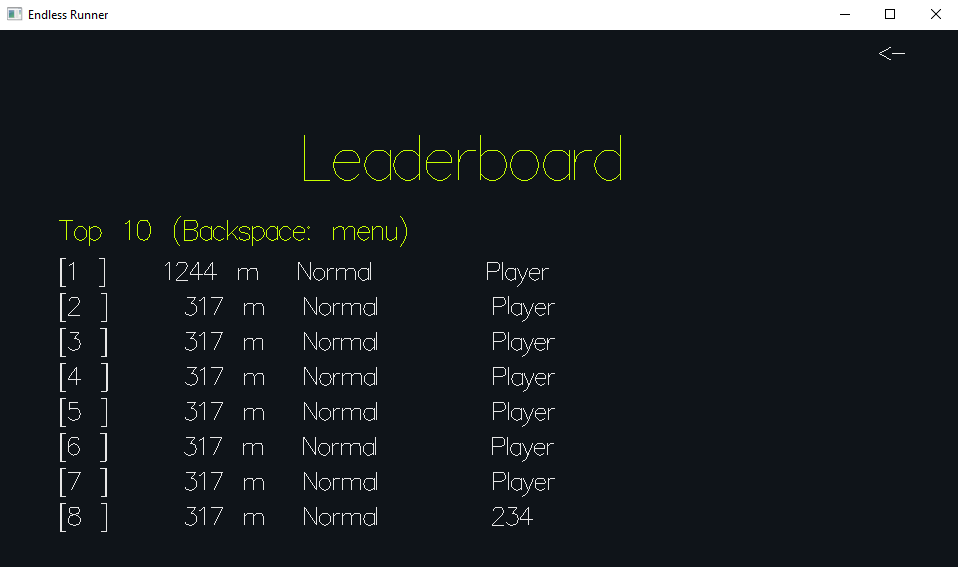 Endless Runner
<-
Leaderboard
Top 10 (Backspace: menu)
[1 ] 1244 m Normal Player
[2 ] 317 m Normal Player
[3 ] 317 m Normal Player
[4 ] 317 m Normal Player
[5 ] 317 m Normal Player
[6 ] 317 m Normal Player
[7 ] 317 m Normal Player
[8 ] 317 m Normal 234